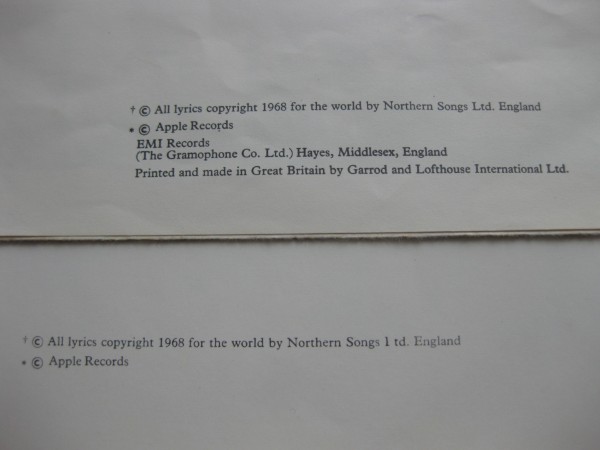 † © All lyrics copyright 1968 for the world by Northern Songs Ltd. England
* © Apple Records
EMI Records
(The Gramophone Co. Ltd.) Hayes, Middlesex, England
Printed and made in Great Britain by Garrod and Lofthouse International Ltd.
† © All lyrics copyright 1968 for the world by Northern Songs l td. England
* © Apple Records